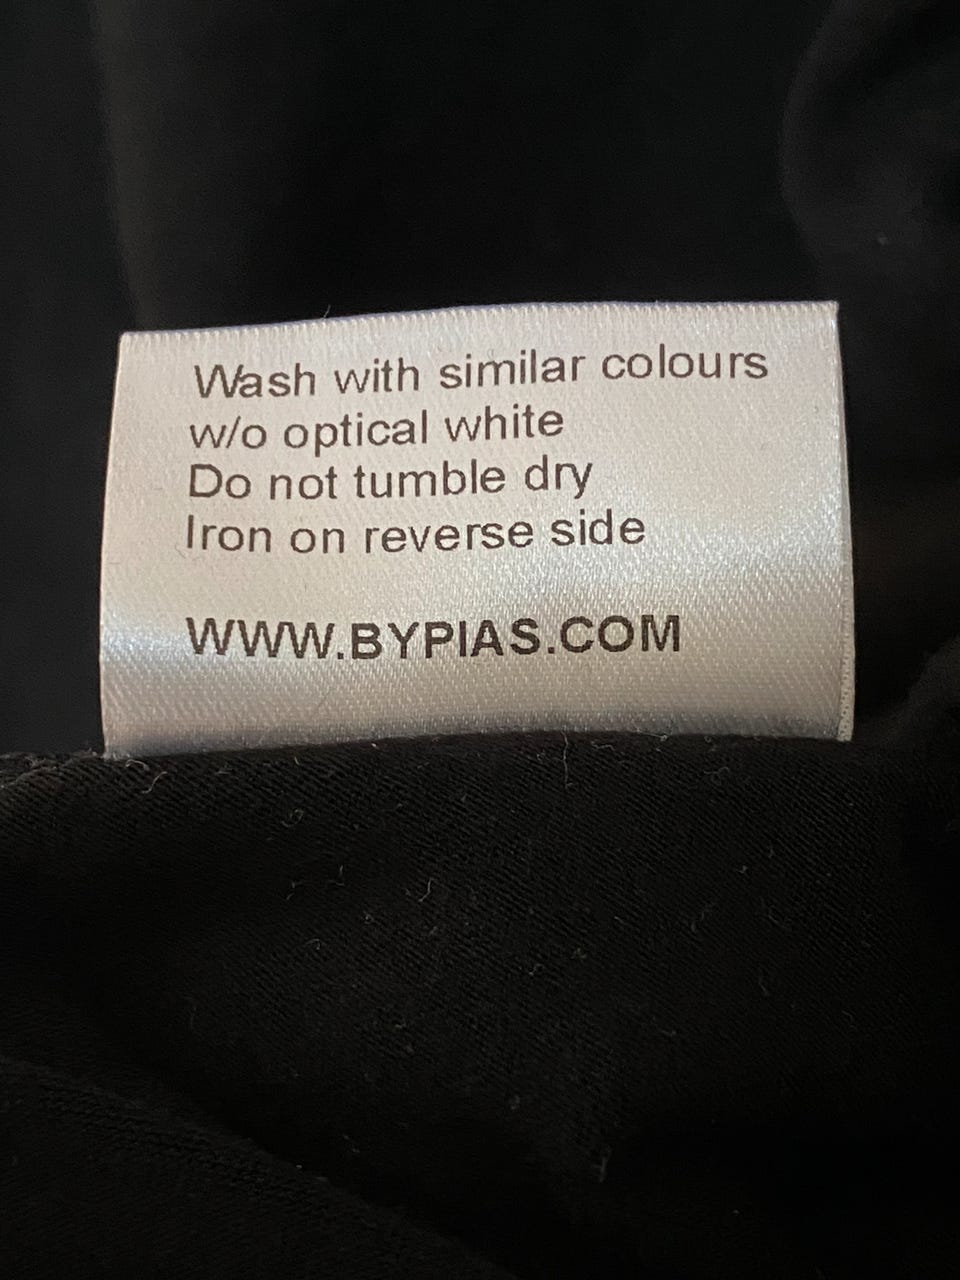 Wash with similar colours
w/o optical white
Do not tumble dry
Iron on reverse side
WWW.BYPIAS.COM